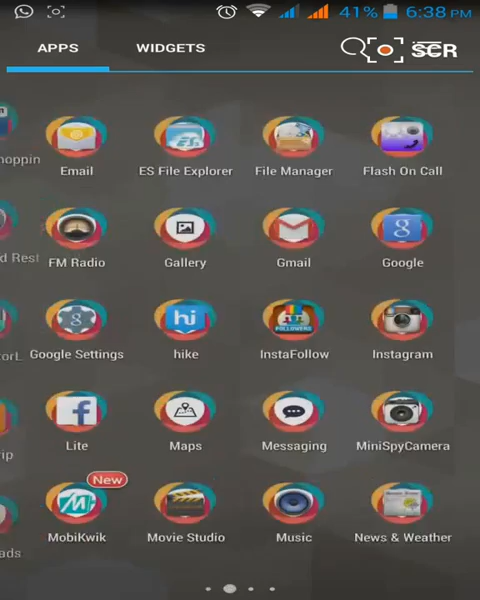 41% 6:38 PM
APPS WIDGETS SCR
Email ES File Explorer File Manager Flash On Call
FM Radio Gallery Gmail Google
Google Settings hike InstaFollow Instagram
Lite Maps Messaging MiniSpyCamera
New
MobiKwik Movie Studio Music News & Weather